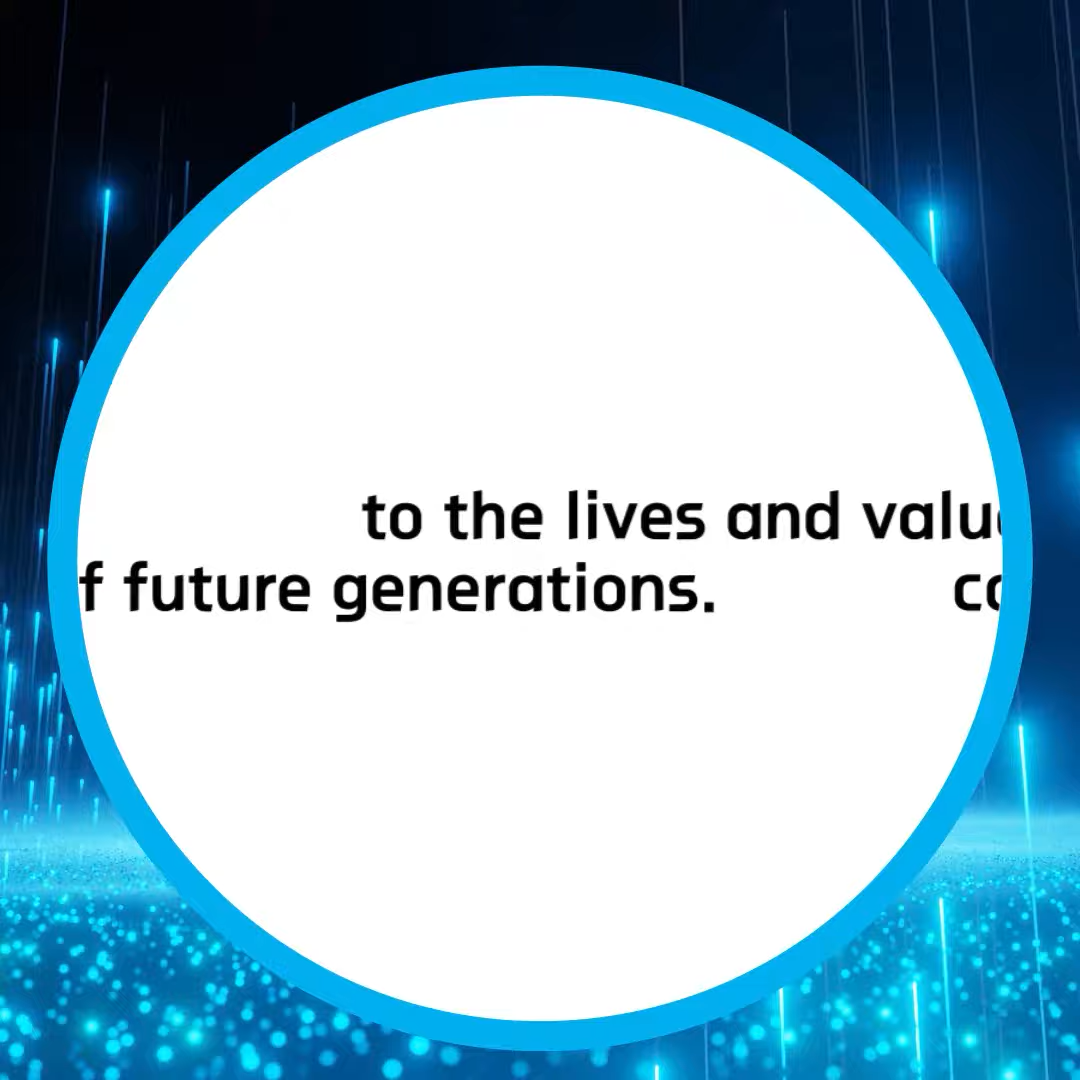 to the lives and
future generations.